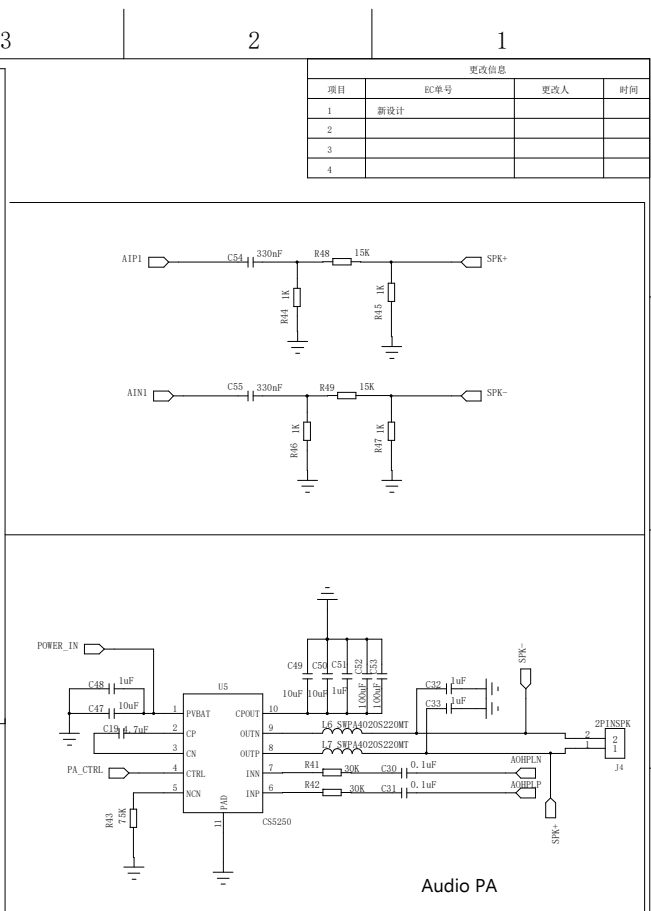 3 2 1
更改信息
项目 EC单号 更改人 时间
1 新设计
2
3
4
AIP1 C54 330nF R48 15K SPK+
R44 1K R45 1K
AIN1 C55 330nF R49 15K SPK-
R46 1K R47 1K
POWER_IN
C48 1uF
C47 10uF
C19 4.7uF
PA_CTRL
R43 75K
U5
1 PVBAT CPOUT 10
2 CP OUTN 9
3 CN OUTP 8
4 CTRL INN 7
5 NCN INP 6
PAD
11
CS5250
C49 C50 C51 C52 C53
10uF 10uF 1uF 100uF 100uF
L6 SWPA4020S220MT
L7 SWPA4020S220MT
R41 30K C30 0.1uF AOHPLN
R42 30K C31 0.1uF AOHPLP
C32 1uF
C33 1uF
SPK-
SPK+
2PINSPK
2 2
1 1
J4
Audio PA